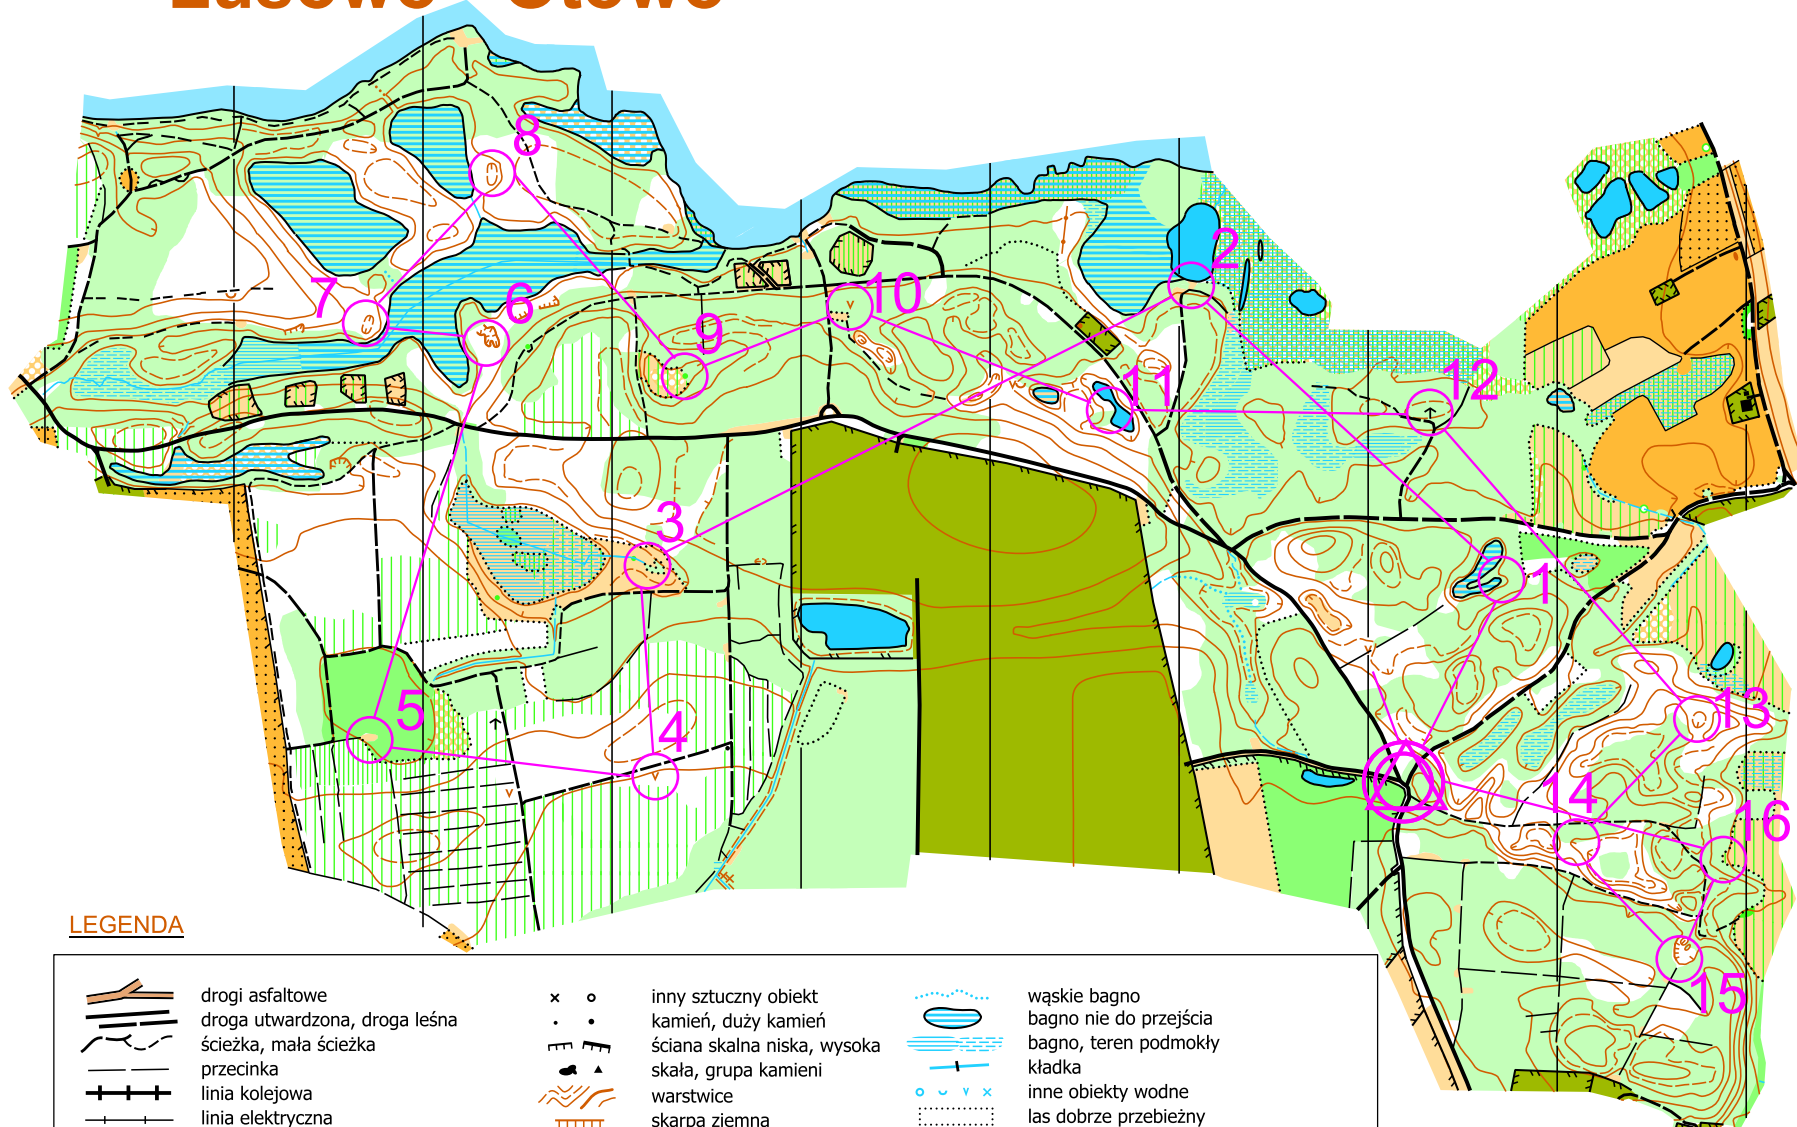 8
2
7
6
10
9
11
12
3
1
5
4
13
14
16
15
LEGENDA
drogi asfaltowe
droga utwardzona, droga leśna
ścieżka, mała ścieżka
przecinka
linia kolejowa
linia elektryczna
inny sztuczny obiekt
kamień, duży kamień
ściana skalna niska, wysoka
skała, grupa kamieni
warstwice
skarpa ziemna
wąskie bagno
bagno nie do przejścia
bagno, teren podmokły
kładka
inne obiekty wodne
las dobrze przebieżny